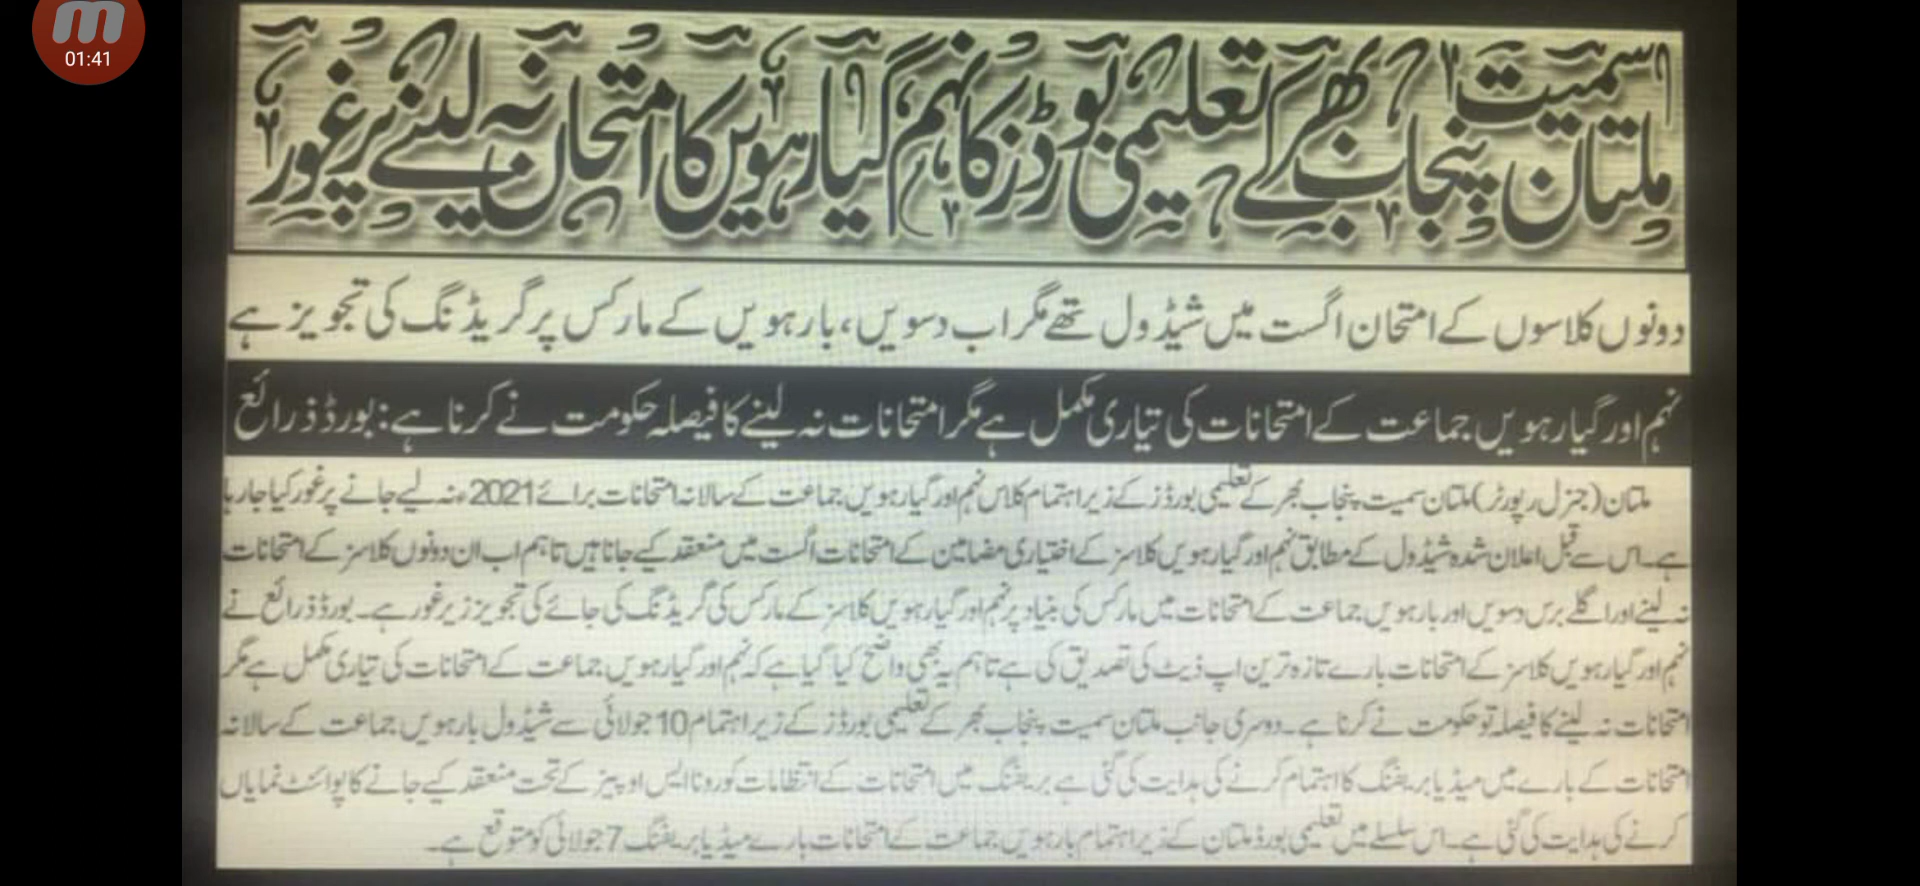 01:41
ملتان سمیت پنجاب بھر کے تعلیمی بورڈز کا نہم گیارہویں کا امتحان نہ لینے پر غور
دونوں کلاسوں کے امتحان اگست میں شیڈول تھے مگر اب دسویں، بارہویں کے مارکس پر گریڈنگ کی تجویز ہے
نہم اور گیارہویں جماعت کے امتحانات کی تیاری مکمل ہے مگر امتحانات نہ لینے کا فیصلہ حکومت نے کرنا ہے: بورڈ ذرائع
ملتان (جنرل رپورٹر) ملتان سمیت پنجاب بھر کے تعلیمی بورڈز کے زیر اہتمام کلاس نہم اور گیارہویں جماعت کے سالانہ امتحانات برائے 2021ء نہ لیے جانے پر غور کیا جا رہا
ہے۔ اس سے قبل اعلان شدہ شیڈول کے مطابق نہم اور گیارہویں کلاسز کے اختیاری مضامین کے امتحانات اگست میں منعقد کیے جانا ہیں تاہم اب ان دونوں کلاسز کے امتحانات
نہ لینے اور اگلے برس دسویں اور بارہویں جماعت کے امتحانات میں مارکس کی بنیاد پر نہم اور گیارہویں کلاسز کے مارکس کی گریڈنگ کی جائے کی تجویز زیر غور ہے۔ بورڈ ذرائع نے
نہم اور گیارہویں کلاسز کے امتحانات بارے تازہ ترین اپ ڈیٹ کی تصدیق کی ہے تاہم یہ بھی واضح کیا گیا ہے کہ نہم اور گیارہویں جماعت کے امتحانات کی تیاری مکمل ہے مگر
امتحانات نہ لینے کا فیصلہ تو حکومت نے کرنا ہے۔ دوسری جانب ملتان سمیت پنجاب بھر کے تعلیمی بورڈز کے زیر اہتمام 10 جولائی سے شیڈول بارہویں جماعت کے سالانہ
امتحانات کے بارے میں میڈیا بریفنگ کا اہتمام کرنے کی ہدایت کی گئی ہے بریفنگ میں امتحانات کے انتظامات کورونا ایس او پیز کے تحت منعقد کیے جانے کا پوائنٹ نمایاں
کرنے کی ہدایت کی گئی ہے۔ اس سلسلے میں تعلیمی بورڈ ملتان کے زیر اہتمام بارہویں جماعت کے امتحانات بارے میڈیا بریفنگ 7 جولائی کو متوقع ہے۔